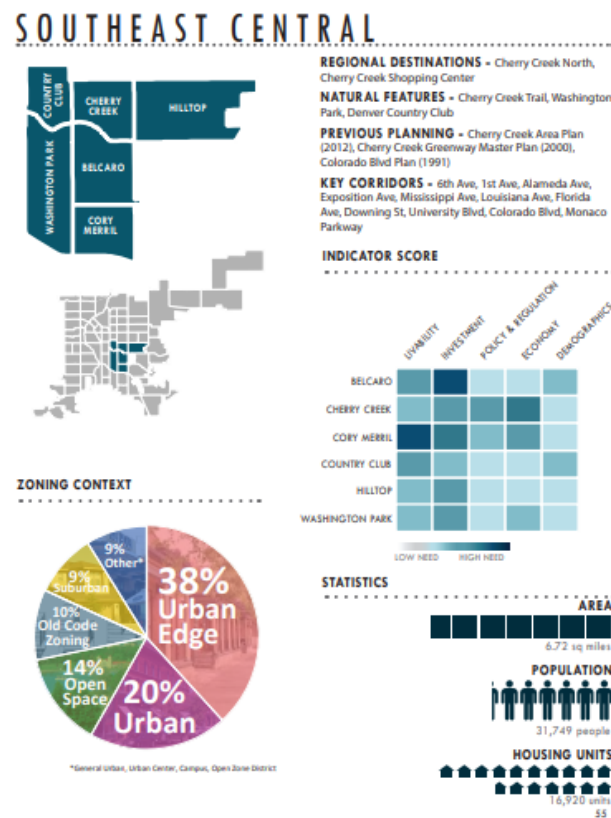 SOUTHEAST CENTRAL
COUNTRY
CLUB
CHERRY
CREEK
HILLTOP
WASHINGTON PARK
BELCARO
CORY
MERRIL
REGIONAL DESTINATIONS - Cherry Creek North,
Cherry Creek Shopping Center
NATURAL FEATURES - Cherry Creek Trail, Washington
Park, Denver Country Club
PREVIOUS PLANNING - Cherry Creek Area Plan
(2012), Cherry Creek Greenway Master Plan (2000),
Colorado Blvd Plan (1991)
KEY CORRIDORS - 6th Ave, 1st Ave, Alameda Ave,
Exposition Ave, Mississippi Ave, Louisiana Ave, Florida
Ave, Downing St, University Blvd, Colorado Blvd, Monaco
Parkway
INDICATOR SCORE
LIVABILITY
INVESTMENT
POLICY & REGULATION
ECONOMY
DEMOGRAPHICS
BELCARO
CHERRY CREEK
CORY MERRIL
COUNTRY CLUB
HILLTOP
WASHINGTON PARK
LOW NEED HIGH NEED
ZONING CONTEXT
38%
Urban
Edge
20%
Urban
14%
Open
Space
10%
Old Code
Zoning
9%
Suburban
9%
Other*
*General Urban, Urban Center, Campus, Open Zone District
STATISTICS
AREA
6.72 sq miles
POPULATION
31,749 people
HOUSING UNITS
16,920 units
55